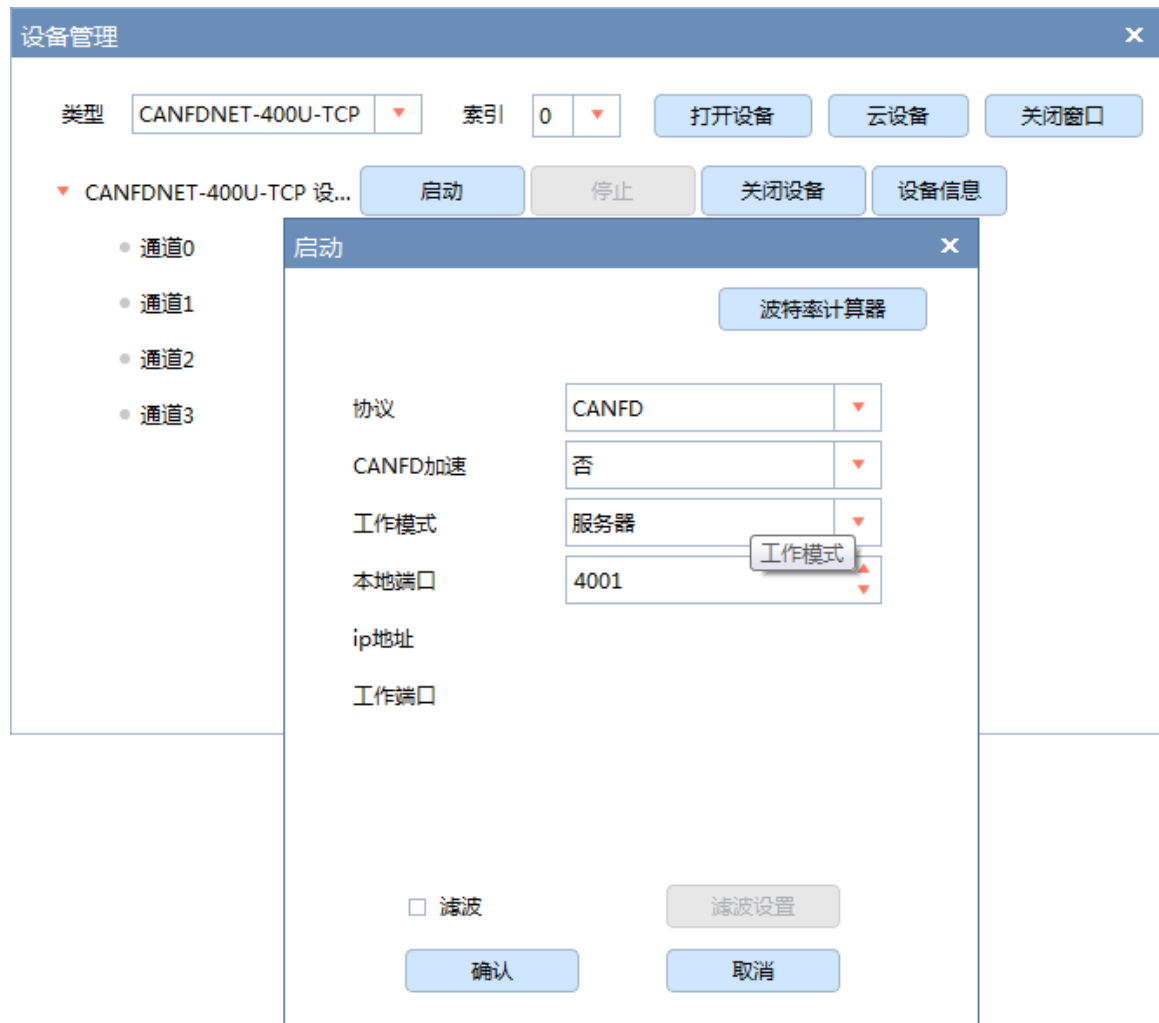 设备管理
类型 CANFDNET-400U-TCP 索引 0 打开设备 云设备 关闭窗口
CANFDNET-400U-TCP 设... 启动 停止 关闭设备 设备信息
通道0
通道1
通道2
通道3
启动
波特率计算器
协议 CANFD
CANFD加速 否
工作模式 服务器
工作模式
本地端口 4001
ip地址
工作端口
滤波 滤波设置
确认 取消